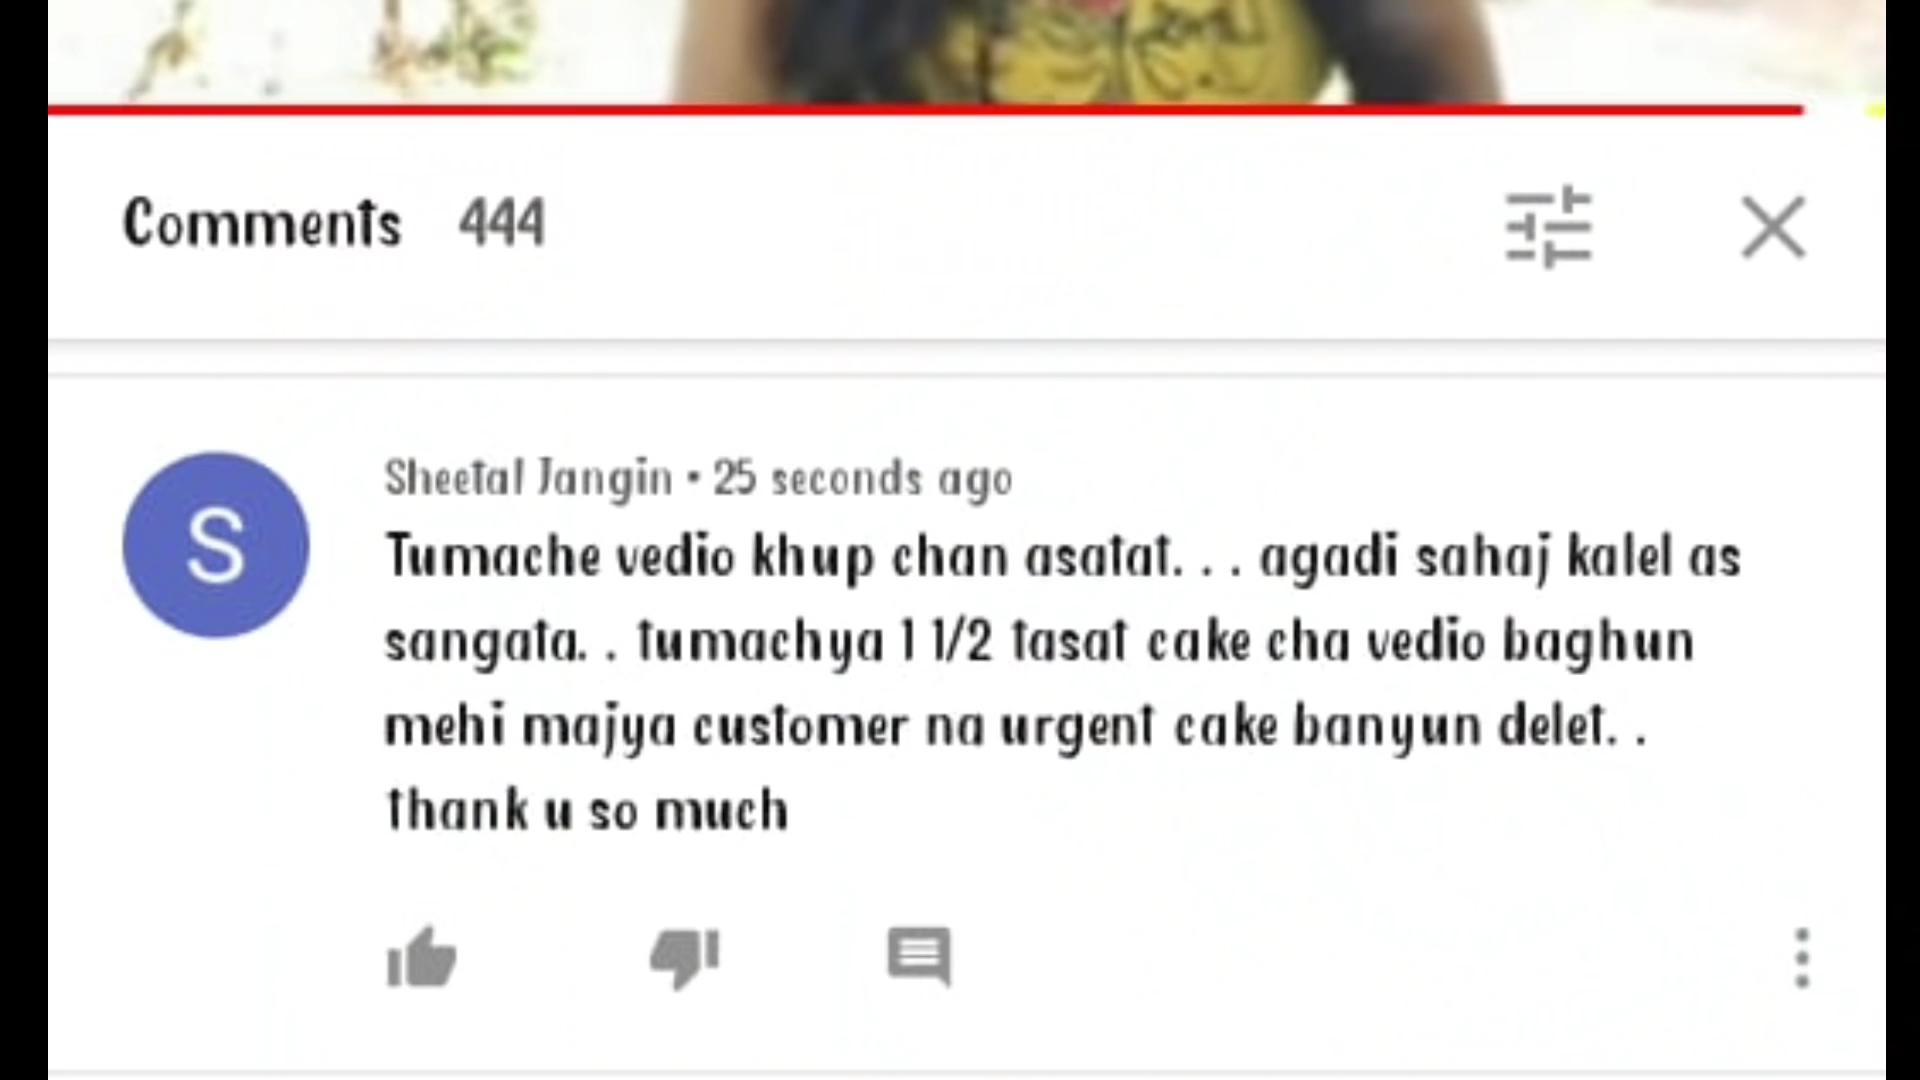 Comments 444
S
Sheetal Jangin • 25 seconds ago
Tumache vedio khup chan asatat. . . agadi sahaj kalel as
sangata. . tumachya 1 1/2 tasat cake cha vedio baghun
mehi majya customer na urgent cake banyun delet. .
thank u so much